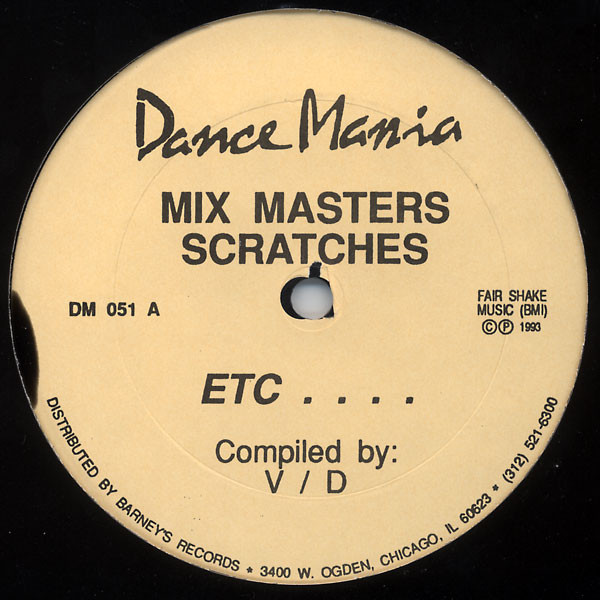 Dance Mania
MIX MASTERS
SCRATCHES
DM 051 A
FAIR SHAKE
MUSIC (BMI)
©℗ 1993
ETC . . . .
Compiled by:
V / D
DISTRIBUTED BY BARNEY'S RECORDS * 3400 W. OGDEN, CHICAGO, IL 60623 * (312) 521-6300